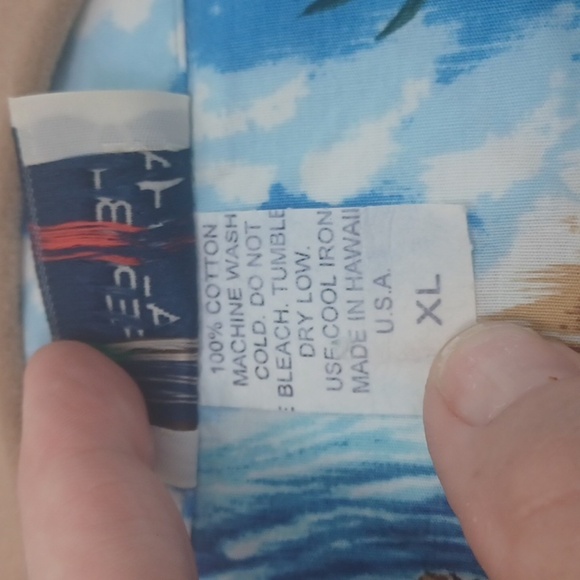 100% COTTON
MACHINE WASH
COLD. DO NOT
BLEACH. TUMBLE
DRY LOW.
USE COOL IRON
MADE IN HAWAII
U.S.A.
XL